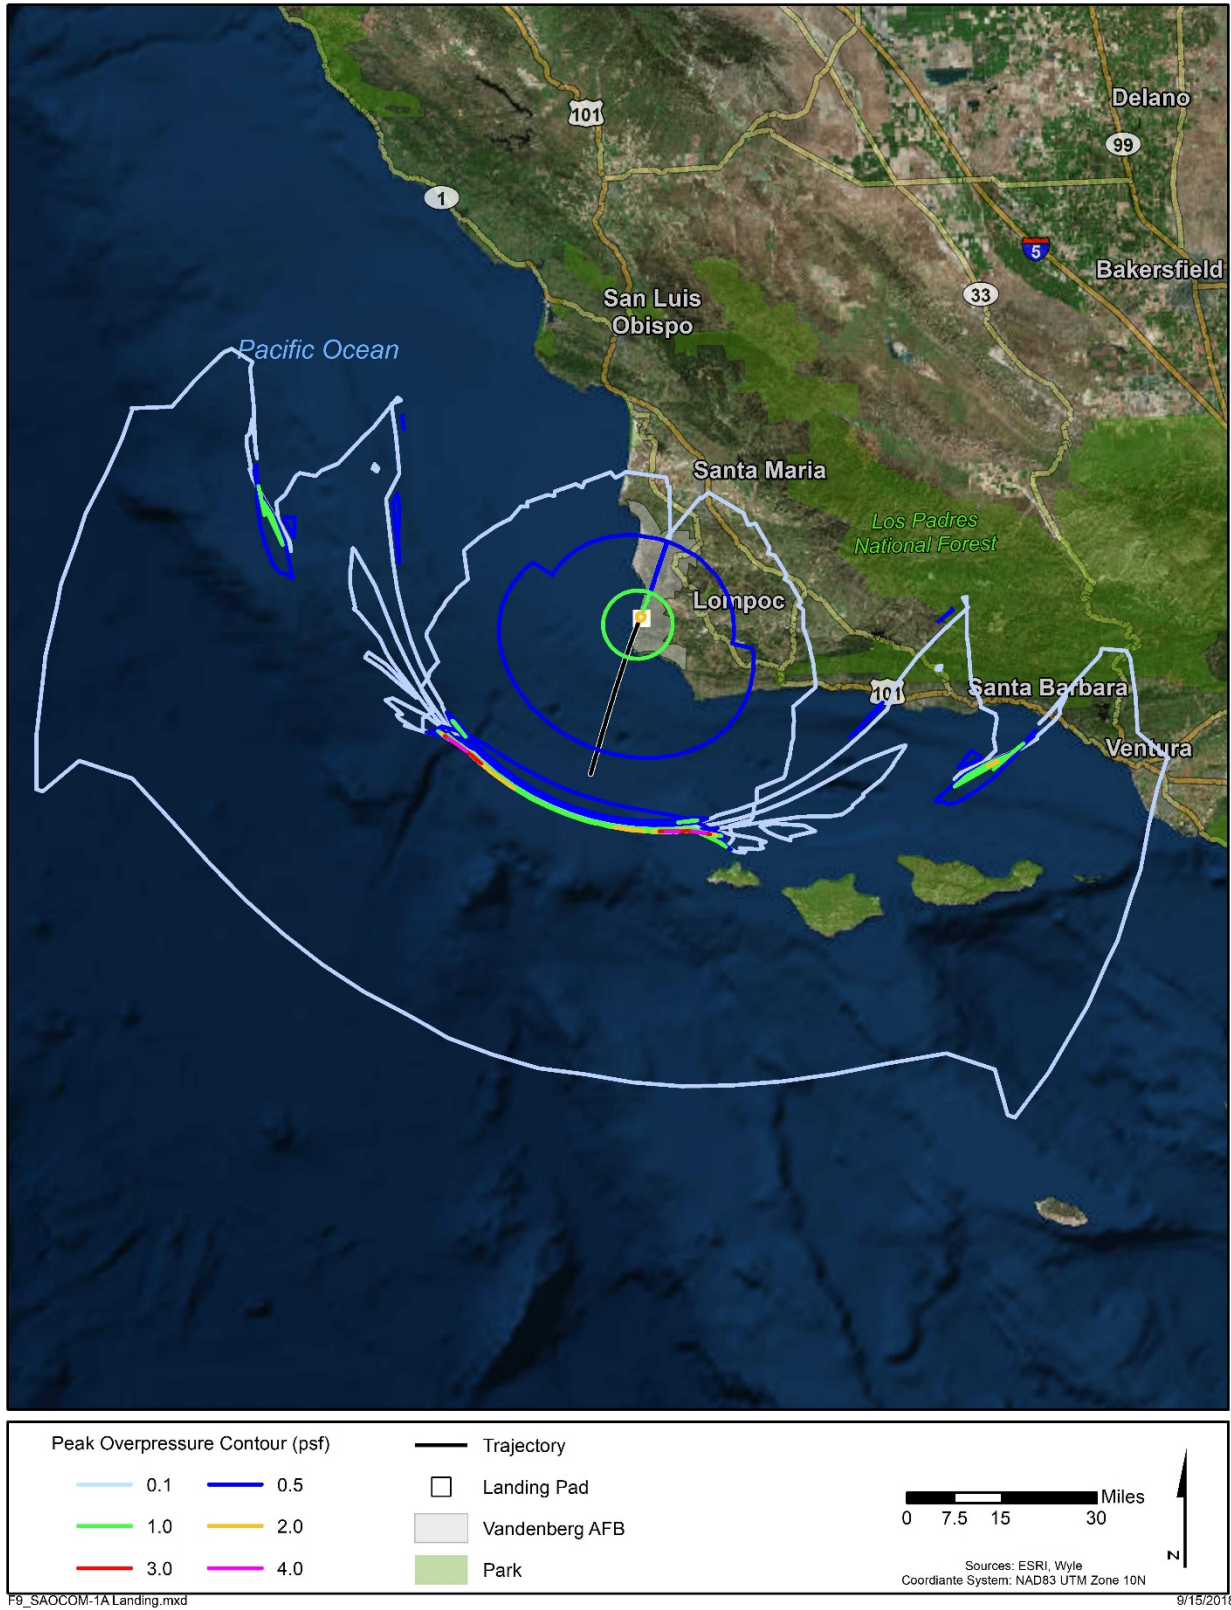 Delano
101
99
1
5
Bakersfield
33
San Luis
Obispo
Pacific Ocean
Santa Maria
Los Padres
National Forest
Lompoc
101
Santa Barbara
Ventura
Peak Overpressure Contour (psf)
0.1
0.5
1.0
2.0
3.0
4.0
Trajectory
Landing Pad
Vandenberg AFB
Park
Miles
0 7.5 15 30
N
Sources: ESRI, Wyle
Coordiante System: NAD83 UTM Zone 10N
F9_SAOCOM-1A Landing.mxd